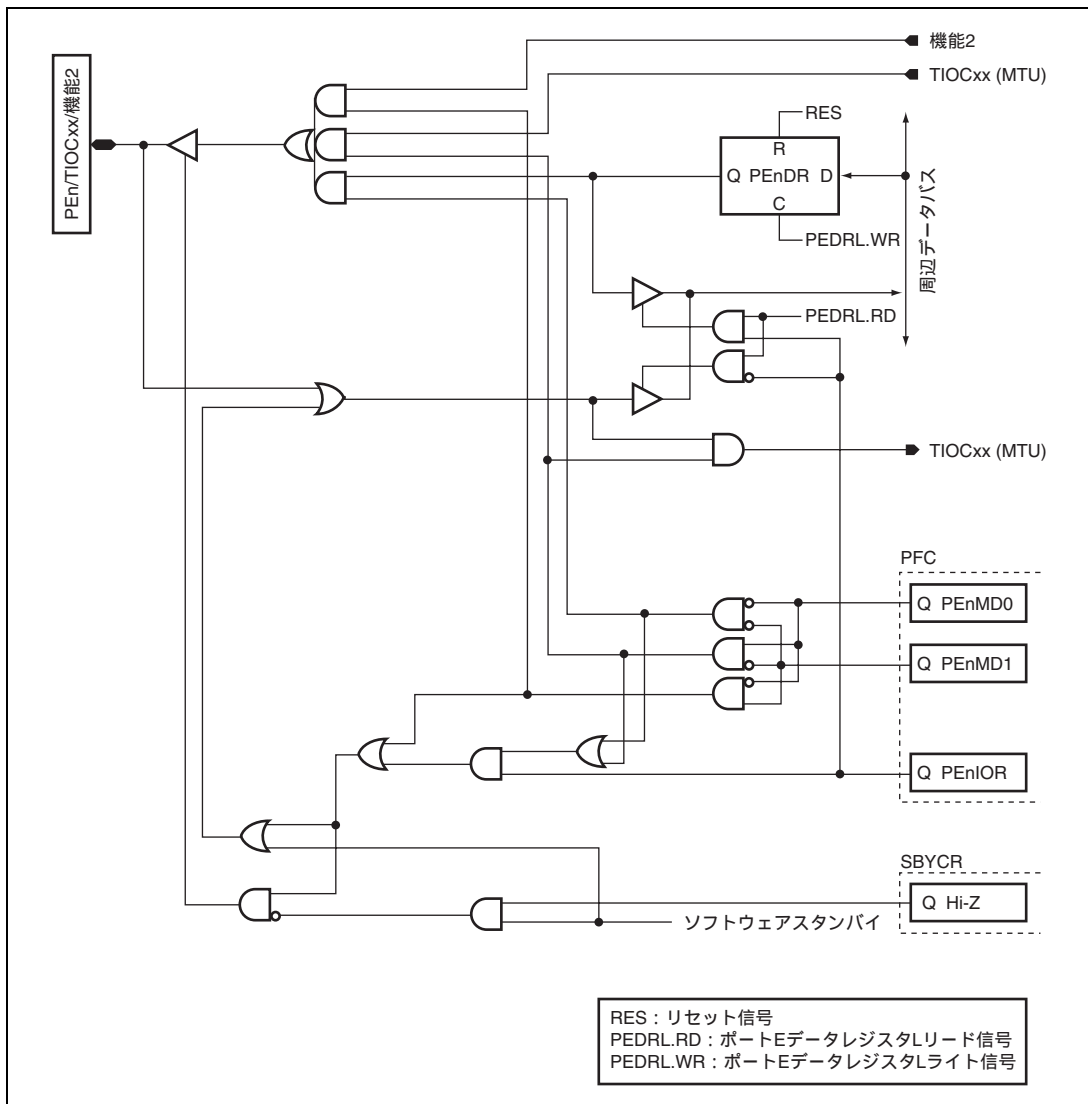 PEn/TIOCxx/機能2
機能2
TIOCxx (MTU)
RES
R
Q PEnDR D
C
PEDRL.WR
周辺データバス
PEDRL.RD
TIOCxx (MTU)
PFC
Q PEnMD0
Q PEnMD1
Q PEnIOR
SBYCR
Q Hi-Z
ソフトウェアスタンバイ
RES：リセット信号
PEDRL.RD：ポートEデータレジスタLリード信号
PEDRL.WR：ポートEデータレジスタLライト信号